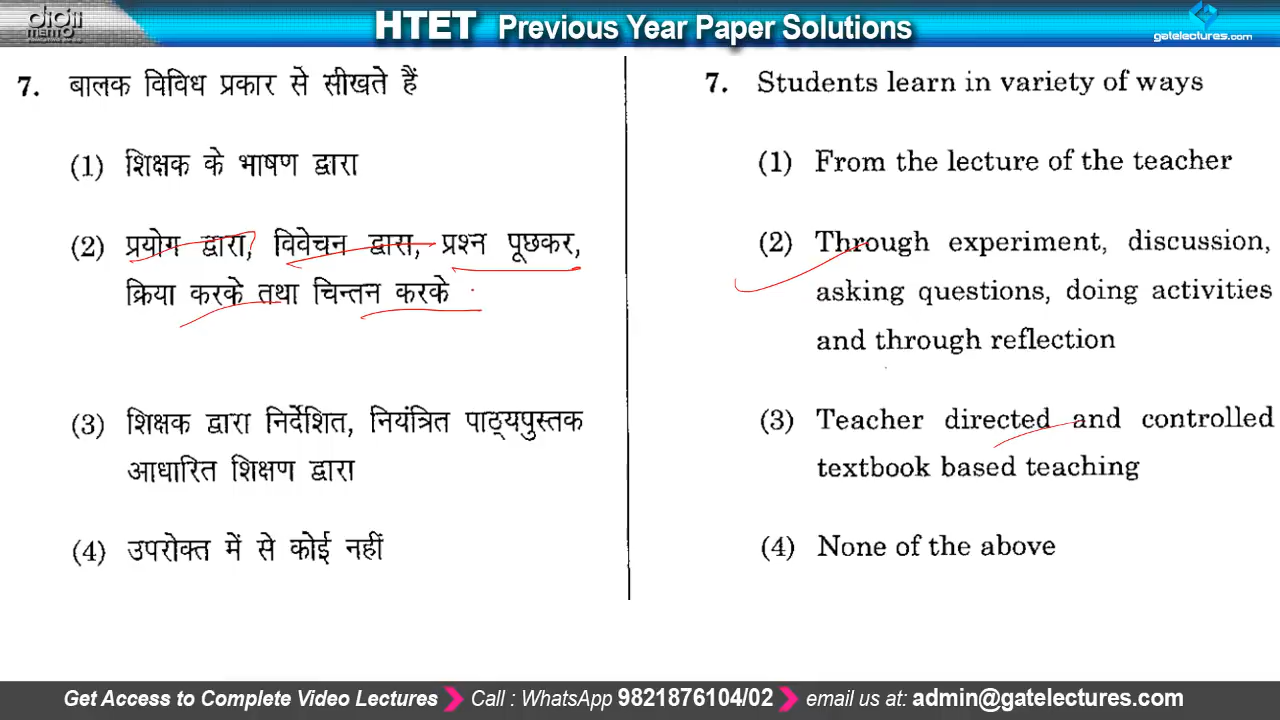 digii
MENTO
HTET Previous Year Paper Solutions
gatelectures.com
7. बालक विविध प्रकार से सीखते हैं
(1) शिक्षक के भाषण द्वारा
(2) प्रयोग द्वारा, विवेचन द्वारा, प्रश्न पूछकर,
क्रिया करके तथा चिन्तन करके
(3) शिक्षक द्वारा निर्देशित, नियंत्रित पाठ्यपुस्तक
आधारित शिक्षण द्वारा
(4) उपरोक्त में से कोई नहीं
7. Students learn in variety of ways
(1) From the lecture of the teacher
(2) Through experiment, discussion,
asking questions, doing activities
and through reflection
(3) Teacher directed and controlled
textbook based teaching
(4) None of the above
Get Access to Complete Video Lectures Call : WhatsApp 9821876104/02 email us at: admin@gatelectures.com